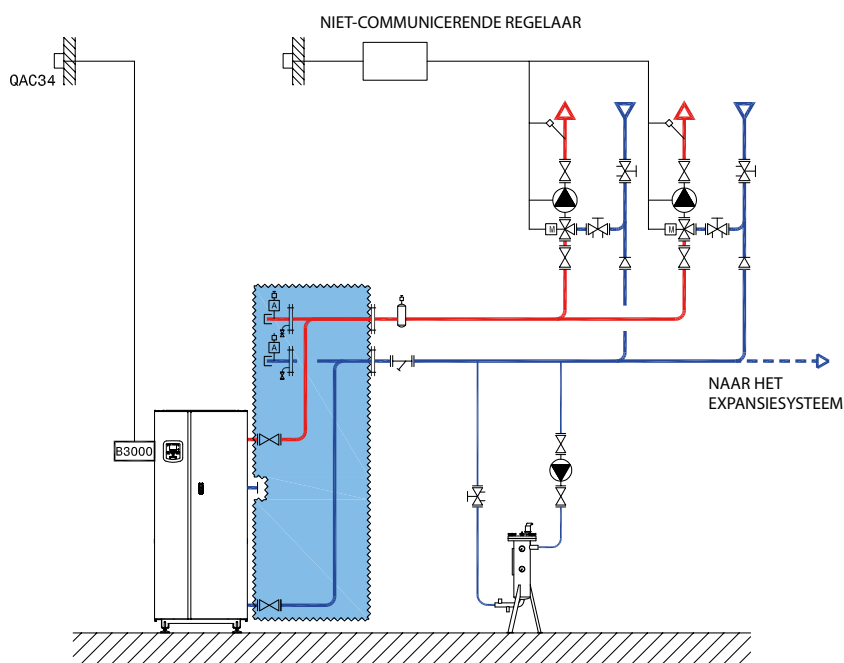 NIET-COMMUNICERENDE REGELAAR
QAC34
M
M
A
A
NAAR HET
EXPANSIESYSTEEM
B3000